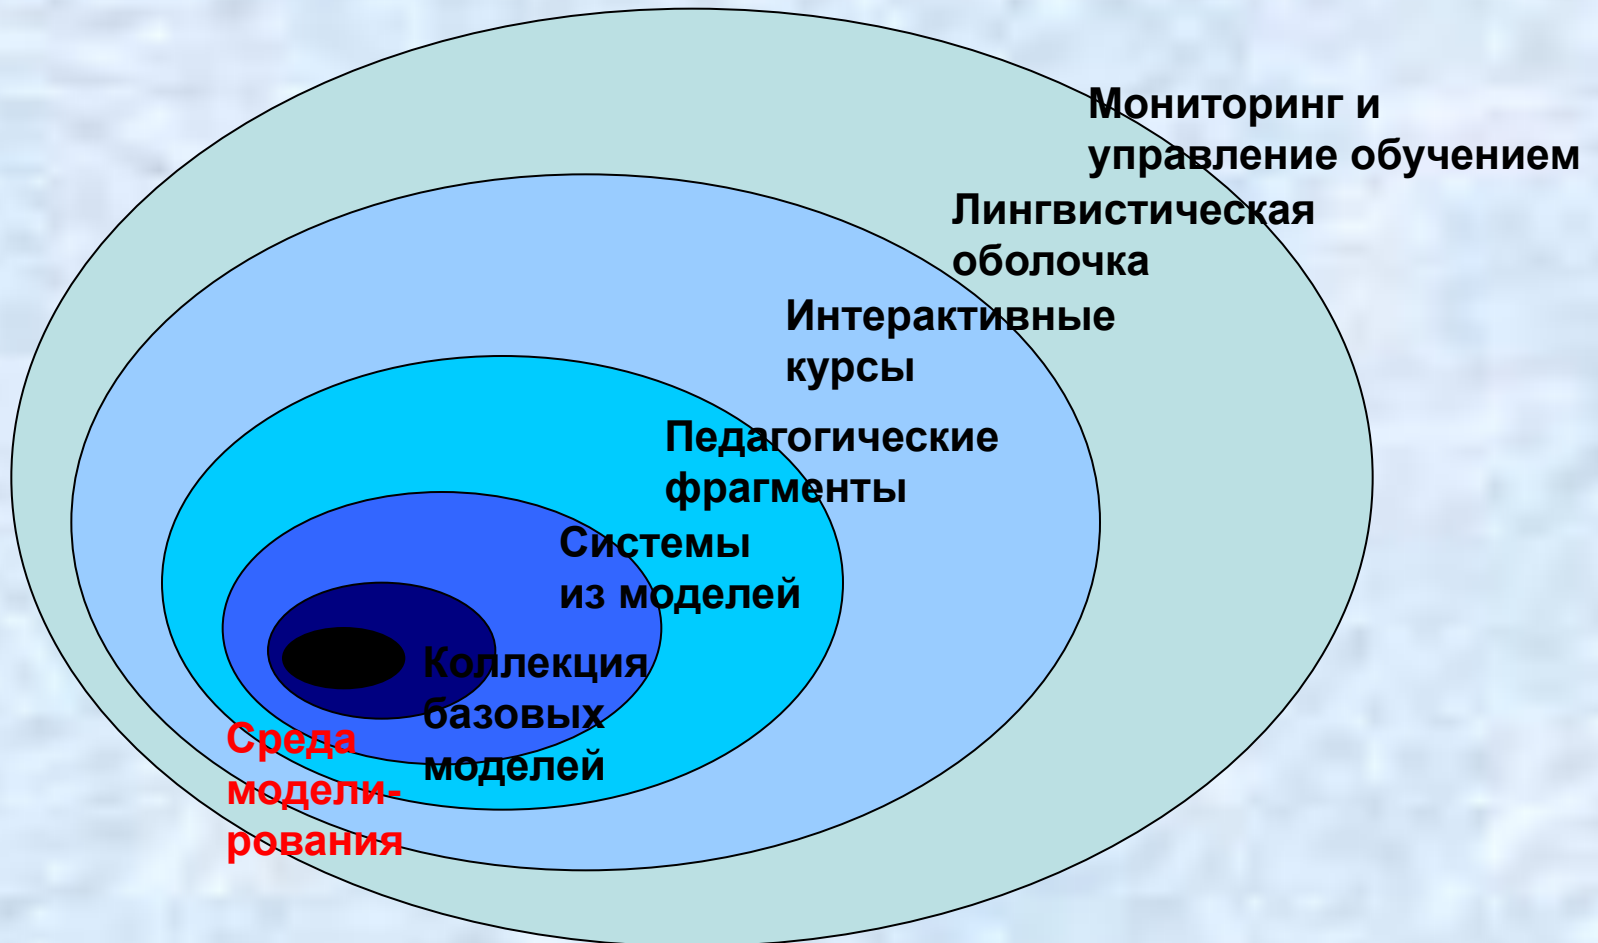 Мониторинг и
управление обучением
Лингвистическая
оболочка
Интерактивные
курсы
Педагогические
фрагменты
Системы
из моделей
Коллекция
базовых
моделей
Среда
модели-
рования